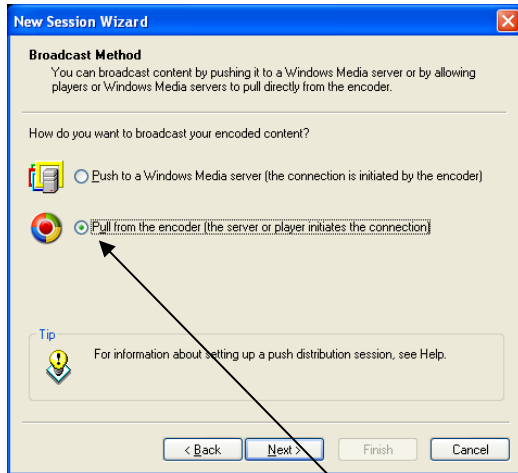 New Session Wizard
Broadcast Method
You can broadcast content by pushing it to a Windows Media server or by allowing
players or Windows Media servers to pull directly from the encoder.
How do you want to broadcast your encoded content?
Push to a Windows Media server (the connection is initiated by the encoder)
Pull from the encoder (the server or player initiates the connection)
Tip
For information about setting up a push distribution session, see Help.
< Back Next > Finish Cancel